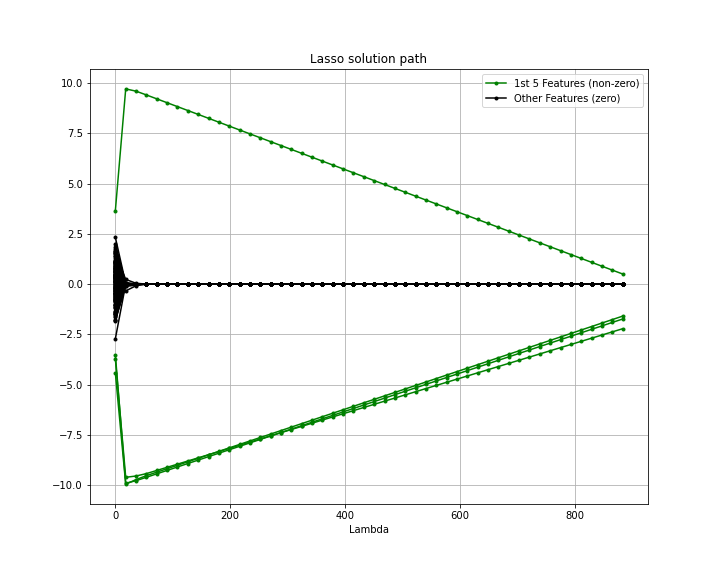 Lasso solution path
1st 5 Features (non-zero)
Other Features (zero)
10.0
7.5
5.0
2.5
0.0
−2.5
−5.0
−7.5
−10.0
0 200 400 600 800
Lambda